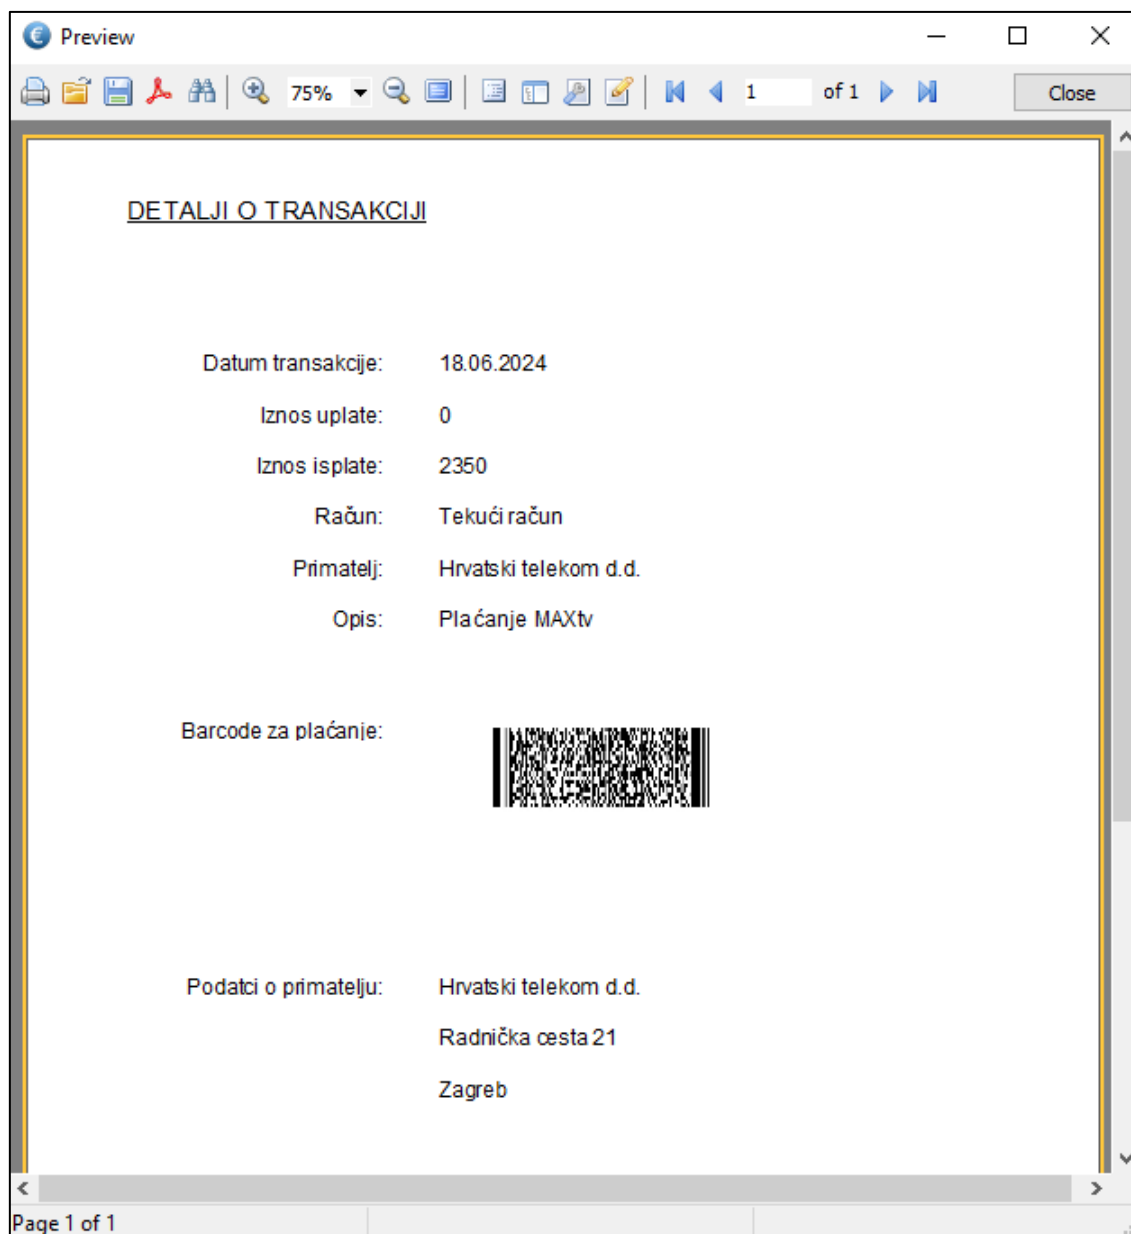 Preview
75%
1 of 1
Close
DETALJI O TRANSAKCIJI
Datum transakcije: 18.06.2024
Iznos uplate: 0
Iznos isplate: 2350
Račun: Tekući račun
Primatelj: Hrvatski telekom d.d.
Opis: Plaćanje MAXtv
Barcode za plaćanje:
Podatci o primatelju: Hrvatski telekom d.d.
Radnička cesta 21
Zagreb
Page 1 of 1